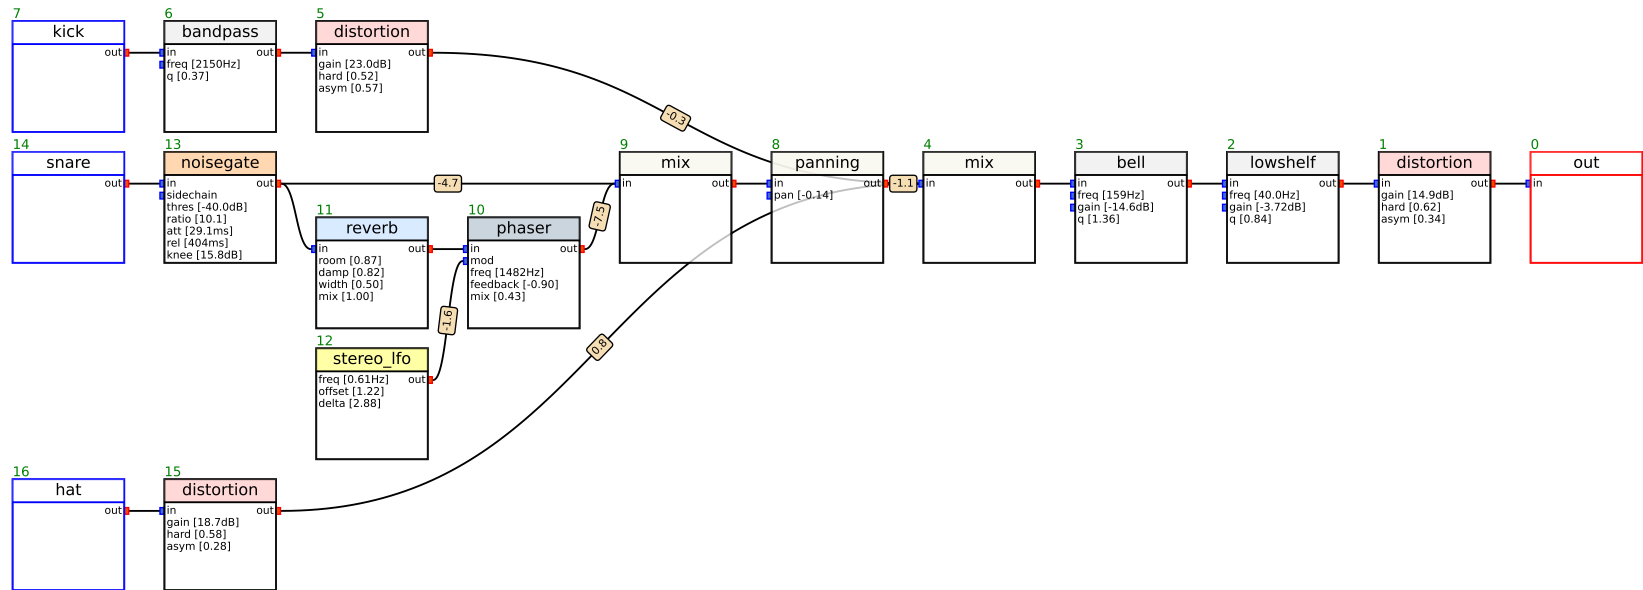 7
kick
out
6
bandpass
in out
freq [2150Hz]
q [0.37]
5
distortion
in out
gain [23.0dB]
hard [0.52]
asym [0.57]
-0.3
14
snare
out
13
noisegate
in out
sidechain
thres [-40.0dB]
ratio [10.1]
att [29.1ms]
rel [404ms]
knee [15.8dB]
-4.7
11
reverb
in out
room [0.87]
damp [0.82]
width [0.50]
mix [1.00]
10
phaser
in out
mod
freq [1482Hz]
feedback [-0.90]
mix [0.43]
-7.5
12
stereo_lfo
freq [0.61Hz] out
offset [1.22]
delta [2.88]
-1.6
9
mix
in out
8
panning
in out
pan [-0.14]
-1.1
4
mix
in out
3
bell
in out
freq [159Hz]
gain [-14.6dB]
q [1.36]
2
lowshelf
in out
freq [40.0Hz]
gain [-3.72dB]
q [0.84]
1
distortion
in out
gain [14.9dB]
hard [0.62]
asym [0.34]
0
out
in
16
hat
out
15
distortion
in out
gain [18.7dB]
hard [0.58]
asym [0.28]
0.8